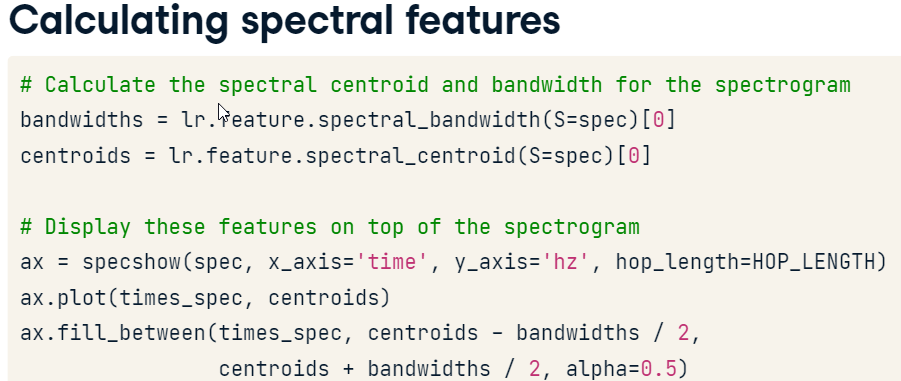 Calculating spectral features
# Calculate the spectral centroid and bandwidth for the spectrogram
bandwidths = lr.feature.spectral_bandwidth(S=spec)[0]
centroids = lr.feature.spectral_centroid(S=spec)[0]
# Display these features on top of the spectrogram
ax = specshow(spec, x_axis='time', y_axis='hz', hop_length=HOP_LENGTH)
ax.plot(times_spec, centroids)
ax.fill_between(times_spec, centroids - bandwidths / 2,
centroids + bandwidths / 2, alpha=0.5)